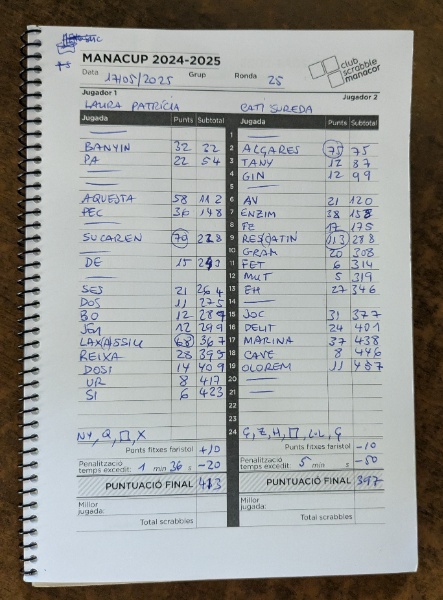 MANACUP 2024-2025
club scrabble manacor
Data 17/05/2025 Grup Ronda 25
Jugador 1 Jugador 2
LAURA PATRÍCIA CATI SUREDA
Jugada Punts Subtotal Jugada Punts Subtotal
— 1 —
BANYIN 32 32 2 ALGARES 75 75
PA 22 54 3 TANY 12 87
— 4 GIN 12 99
— 5 —
AQUESTA 58 112 6 AV 21 120
PEC 36 148 7 ENZIM 38 158
— 8 FE 17 175
SUCAREN 79 228 9 RES(C)ATIN 113 288
— 10 GRAM 20 308
DE 15 243 11 FET 6 314
— 12 MUT 5 319
SES 21 264 13 EH 27 346
DOS 11 275 14 —
BO 12 287 15 JOC 31 377
12 299 16 DELIT 24 401
LAX(A)SSIU 68 367 17 MARINA 37 438
REIXA 28 395 18 CAVE 8 446
DOSI 14 409 19 OLOREM 11 457
UR 8 417 20 —
SI 6 423 21 —
22
23
NY, Q, □, X 24 Ç, Z, H, □, L·L, Ç
Punts fitxes faristol +10 Punts fitxes faristol -10
Penalització temps excedit: 1 min 36 s -20 Penalització temps excedit: 5 min s -50
PUNTUACIÓ FINAL 413 PUNTUACIÓ FINAL 397
Millor jugada: Millor jugada:
Total scrabbles Total scrabbles